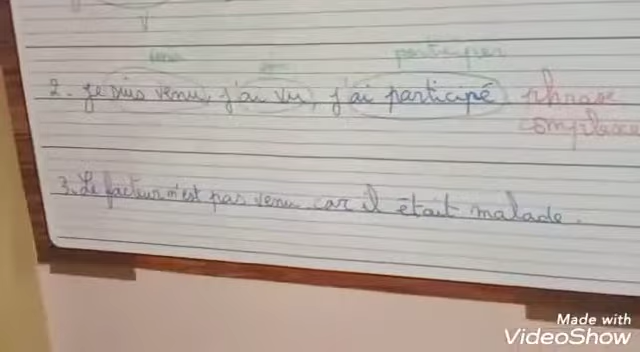 participer
2. Je suis venu, j'ai vu, j'ai participé phrase
complexe
3. Le facteur n'est pas venu car il était malade.
Made with
VideoShow